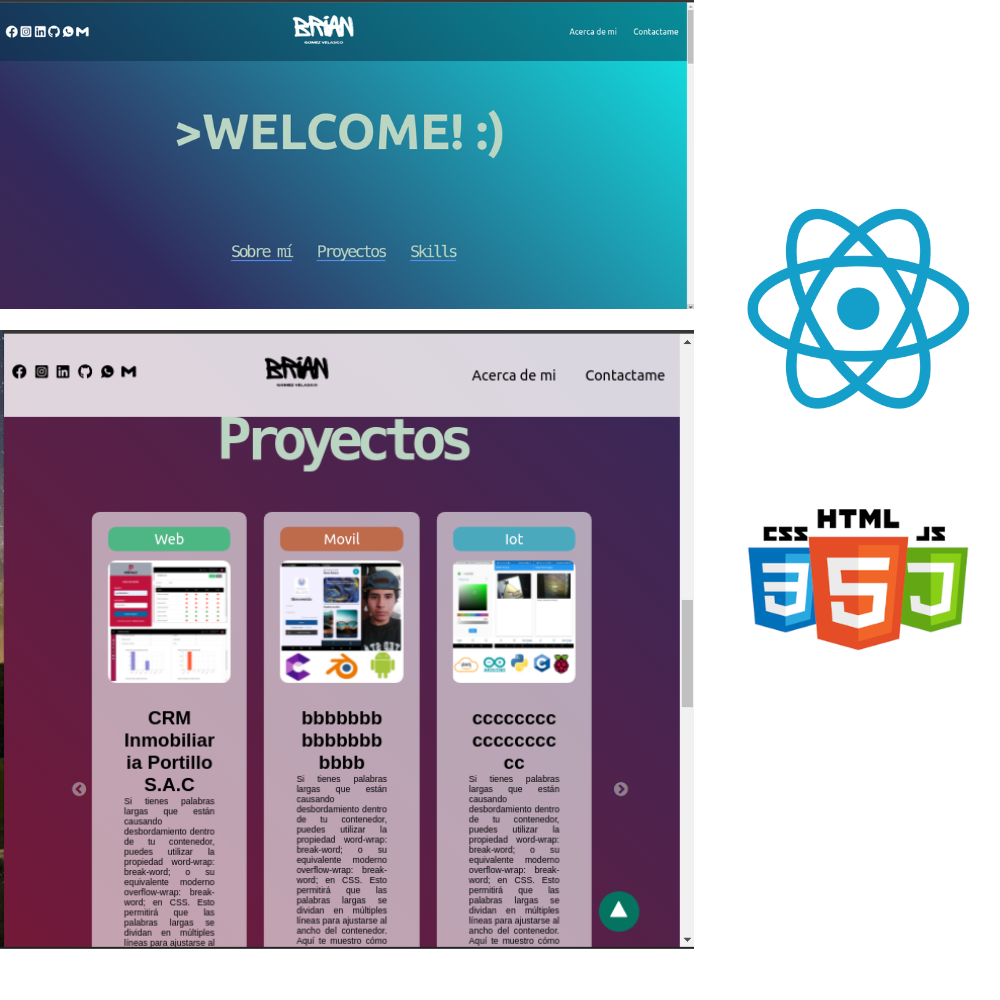 BRiAN
GOMEZ VELASCO
Acerca de mi Contactame
>WELCOME! :)
Sobre mí Proyectos Skills
BRiAN
GOMEZ VELASCO
Acerca de mi Contactame
Proyectos
Web
CRM
Inmobiliar
ia Portillo
S.A.C
Si tienes palabras
largas que están
causando
desbordamiento dentro
de tu contenedor,
puedes utilizar la
propiedad word-wrap:
break-word; o su
equivalente moderno
overflow-wrap: break-
word; en CSS. Esto
permitirá que las
palabras largas se
dividan en múltiples
líneas para ajustarse al
Movil
bbbbbbb
bbbbbbb
bbbb
Si tienes palabras
largas que están
causando
desbordamiento dentro
de tu contenedor,
puedes utilizar la
propiedad word-wrap:
break-word; o su
equivalente moderno
overflow-wrap: break-
word; en CSS. Esto
permitirá que las
palabras largas se
dividan en múltiples
líneas para ajustarse al
ancho del contenedor.
Aquí te muestro cómo
Iot
cccccccc
cccccccc
cc
Si tienes palabras
largas que están
causando
desbordamiento dentro
de tu contenedor,
puedes utilizar la
propiedad word-wrap:
break-word; o su
equivalente moderno
overflow-wrap: break-
word; en CSS. Esto
permitirá que las
palabras largas se
dividan en múltiples
líneas para ajustarse al
ancho del contenedor.
Aquí te muestro cómo
CSS HTML JS